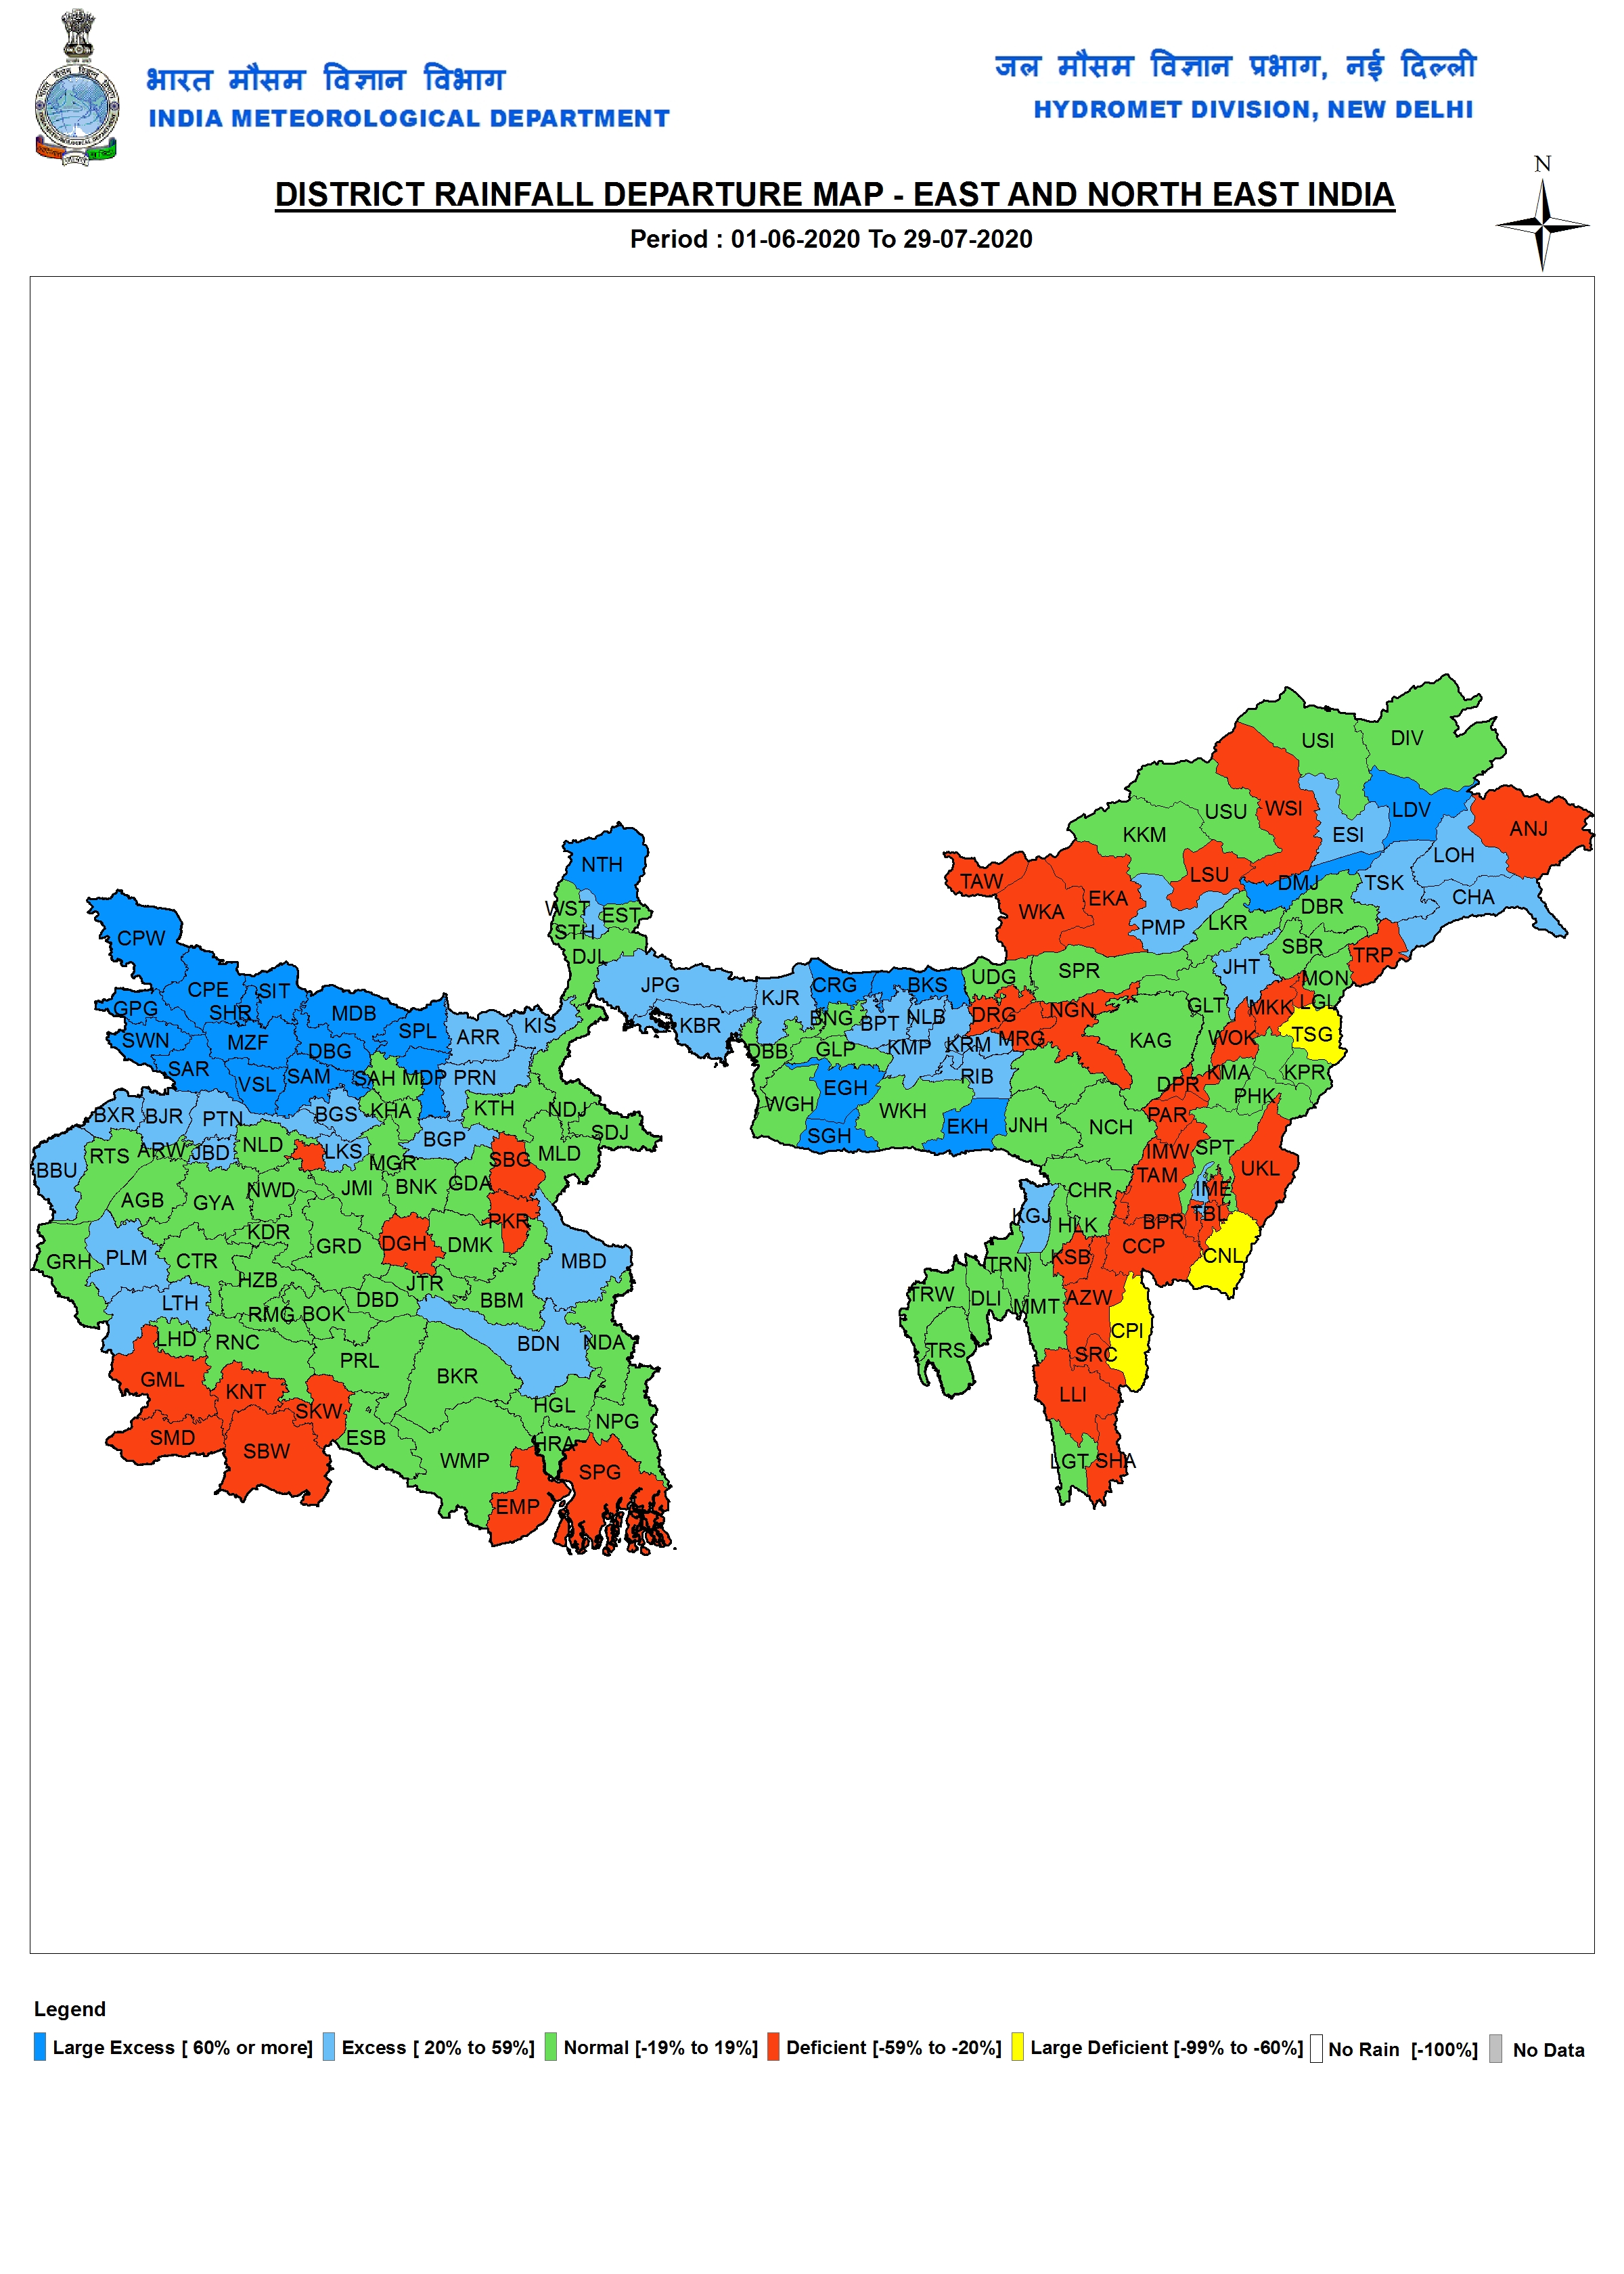 भारत मौसम विज्ञान विभाग
INDIA METEOROLOGICAL DEPARTMENT
जल मौसम विज्ञान प्रभाग, नई दिल्ली
HYDROMET DIVISION, NEW DELHI
N
DISTRICT RAINFALL DEPARTURE MAP - EAST AND NORTH EAST INDIA
Period : 01-06-2020 To 29-07-2020
USI DIV
USU WSI LDV
KKM ESI ANJ
LOH
NTH TAW LSU DMJ TSK
WKA EKA CHA
WST EST PMP LKR DBR
STH
CPW SBR
DJL JHT TRP
JPG UDG SPR MON
CPE SIT KJR CRG BKS
GPG SHR MDB BNG NLB DRG NGN GLT MKK LGL
SPL ARR KIS KBR BPT
SWN MZF DBG DBB GLP KMP KRM MRG KAG WOK TSG
SAR VSL SAM SAH MDP PRN RIB KMA KPR
EGH DPR PHK
BXR BJR PTN BGS KHA KTH NDJ WGH WKH PAR
SGH EKH JNH NCH
SDJ
RTS ARW JBD NLD LKS BGP MLD IMW SPT
BBU MGR SBG TAM UKL
AGB GYA NWD JMI BNK GDA CHR IME
KDR PKR KGJ HLK BPR TBL
GRH PLM CTR GRD DGH DMK MBD KSB CCP CNL
HZB JTR TRN
LTH RMG BOK DBD BBM TRW DLI MMT AZW
LHD RNC BDN NDA CPI
PRL TRS SRC
GML KNT BKR LLI
SKW HGL NPG
SMD SBW ESB HRA
WMP SPG LGT SHA
EMP
Legend
Large Excess [ 60% or more] Excess [ 20% to 59%] Normal [-19% to 19%] Deficient [-59% to -20%] Large Deficient [-99% to -60%] No Rain [-100%] No Data